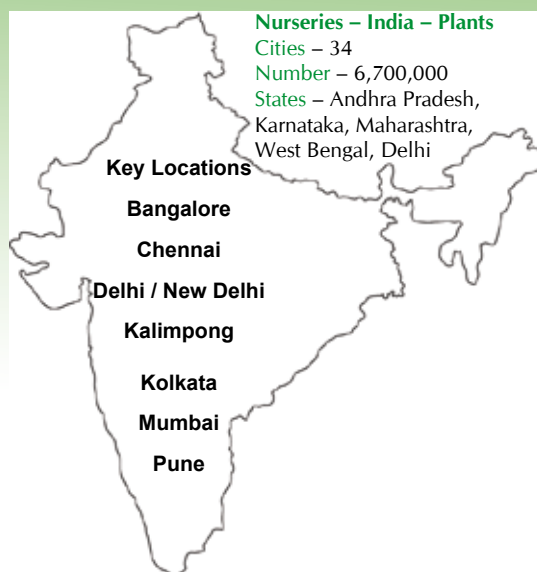 Nurseries – India – Plants
Cities – 34
Number – 6,700,000
States – Andhra Pradesh,
Karnataka, Maharashtra,
West Bengal, Delhi
Key Locations
Bangalore
Chennai
Delhi / New Delhi
Kalimpong
Kolkata
Mumbai
Pune